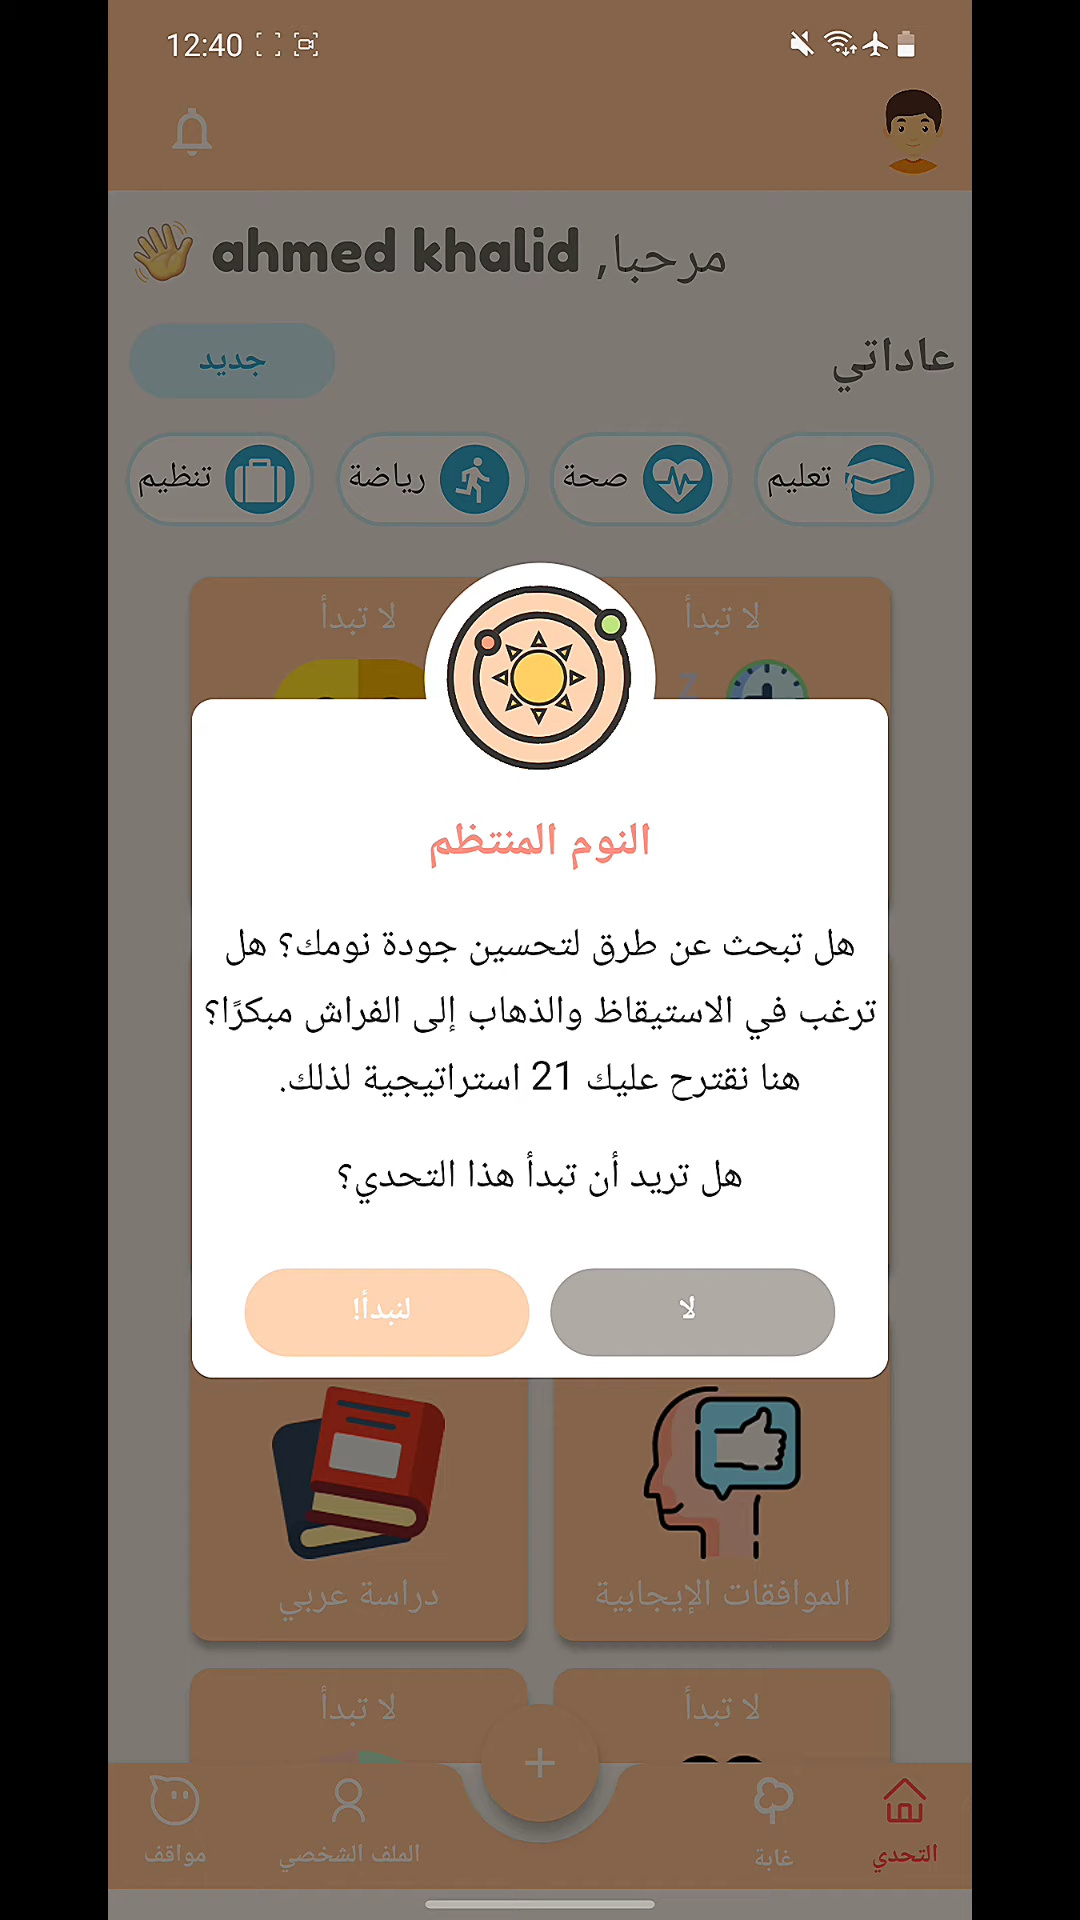 12:40
مرحبا, ahmed khalid 👋
عاداتي
جديد
تعليم
صحة
رياضة
تنظيم
لا تبدأ
لا تبدأ
النوم المنتظم
هل تبحث عن طرق لتحسين جودة نومك؟ هل
ترغب في الاستيقاظ والذهاب إلى الفراش مبكرًا؟
هنا نقترح عليك 21 استراتيجية لذلك.
هل تريد أن تبدأ هذا التحدي؟
لا
لنبدأ!
الموافقات الإيجابية
دراسة عربي
لا تبدأ
لا تبدأ
التحدي
غابة
الملف الشخصي
مواقف